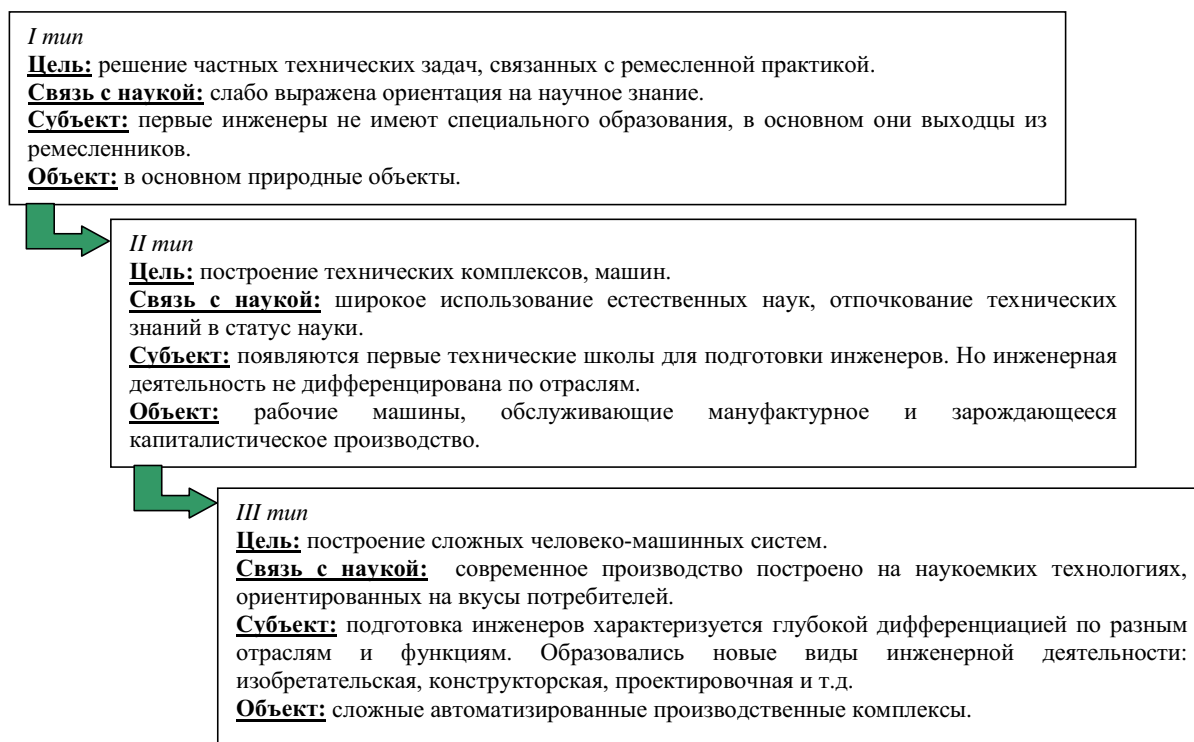 I тип
Цель: решение частных технических задач, связанных с ремесленной практикой.
Связь с наукой: слабо выражена ориентация на научное знание.
Субъект: первые инженеры не имеют специального образования, в основном они выходцы из
ремесленников.
Объект: в основном природные объекты.
II тип
Цель: построение технических комплексов, машин.
Связь с наукой: широкое использование естественных наук, отпочкование технических
знаний в статус науки.
Субъект: появляются первые технические школы для подготовки инженеров. Но инженерная
деятельность не дифференцирована по отраслям.
Объект: рабочие машины, обслуживающие мануфактурное и зарождающееся
капиталистическое производство.
III тип
Цель: построение сложных человеко-машинных систем.
Связь с наукой: современное производство построено на наукоемких технологиях,
ориентированных на вкусы потребителей.
Субъект: подготовка инженеров характеризуется глубокой дифференциацией по разным
отраслям и функциям. Образовались новые виды инженерной деятельности:
изобретательская, конструкторская, проектировочная и т.д.
Объект: сложные автоматизированные производственные комплексы.